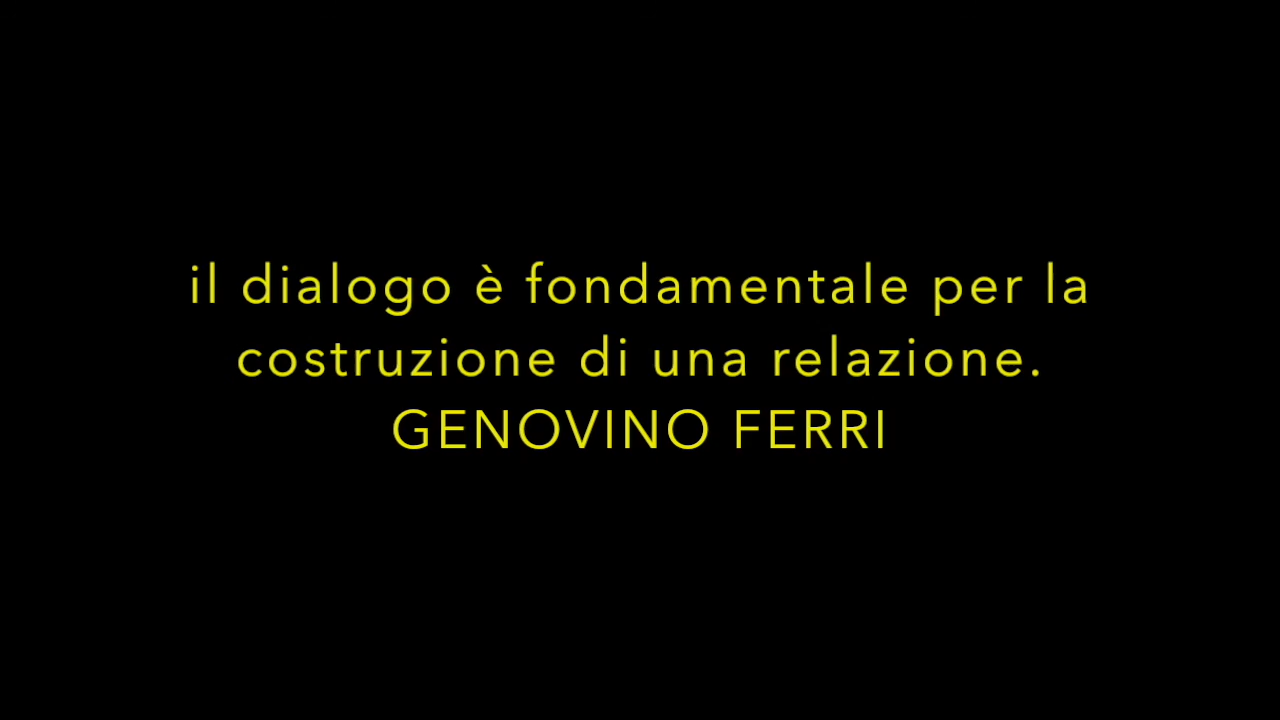 il dialogo è fondamentale per la
costruzione di una relazione.
GENOVINO FERRI